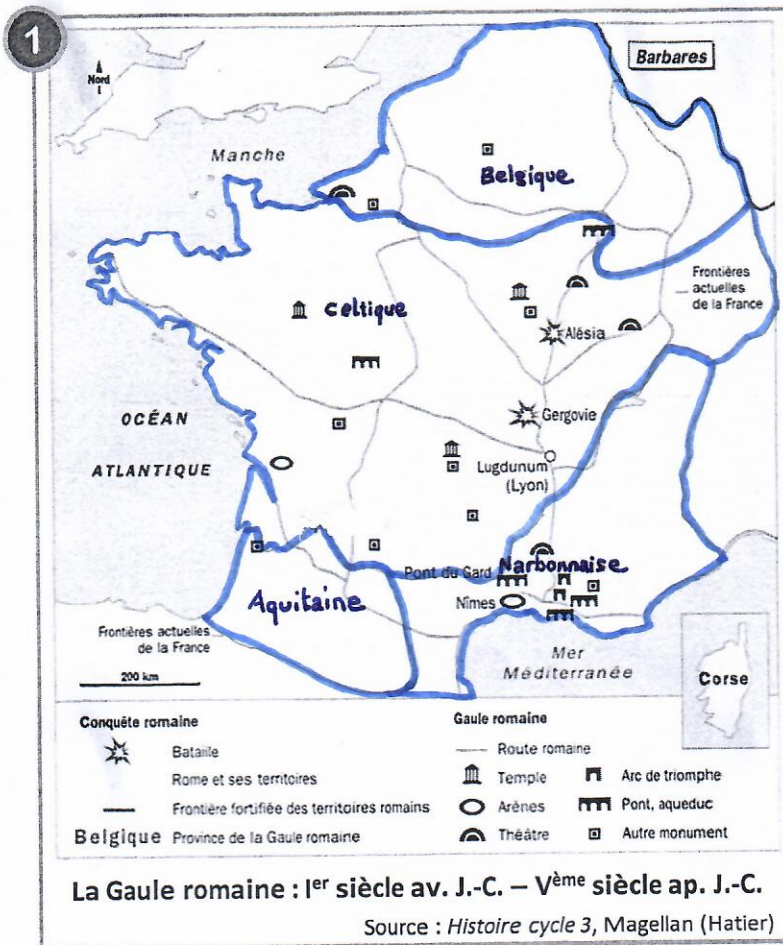 1
Nord
Barbares
Manche
Belgique
Frontières
actuelles
de la France
Celtique
Alésia
OCÉAN
ATLANTIQUE
Gergovie
Lugdunum
(Lyon)
Pont du Gard
Narbonnaise
Aquitaine
Nîmes
Frontières actuelles
de la France
Mer
Méditerranée
Corse
200 km
Conquête romaine
Bataille
Rome et ses territoires
Frontière fortifiée des territoires romains
Belgique Province de la Gaule romaine
Gaule romaine
Route romaine
Temple
Arc de triomphe
Arènes
Pont, aqueduc
Théâtre
Autre monument
La Gaule romaine : Ier siècle av. J.-C. – Vème siècle ap. J.-C.
Source : Histoire cycle 3, Magellan (Hatier)